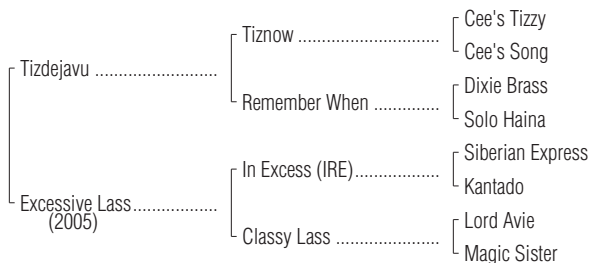 Cee's Tizzy
Tiznow
Cee's Song
Tizdejavu
Dixie Brass
Remember When
Solo Haina
Siberian Express
In Excess (IRE)
Kantado
Excessive Lass
(2005)
Lord Avie
Classy Lass
Magic Sister